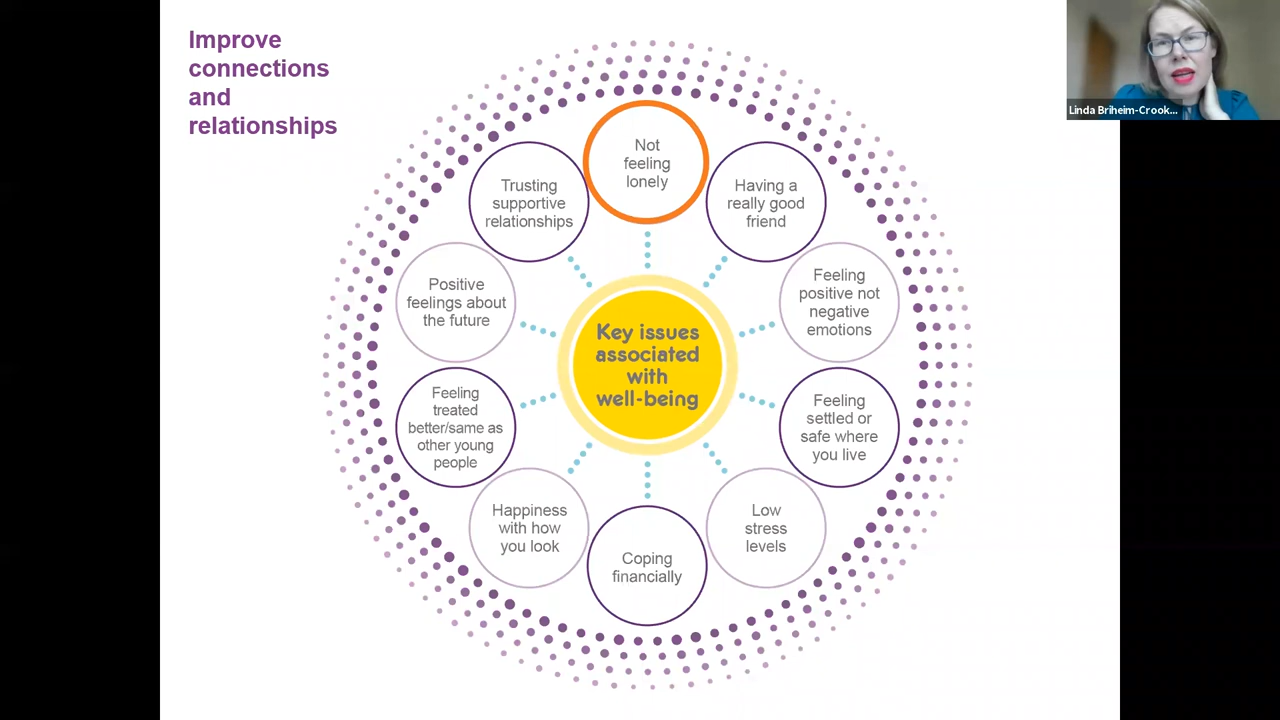 Improve
connections
and
relationships
Linda Briheim-Crook...
Not
feeling
lonely
Having a
really good
friend
Feeling
positive not
negative
emotions
Feeling
settled or
safe where
you live
Low
stress
levels
Coping
financially
Happiness
with how
you look
Feeling
treated
better/same as
other young
people
Positive
feelings about
the future
Trusting
supportive
relationships
Key issues
associated
with
well-being